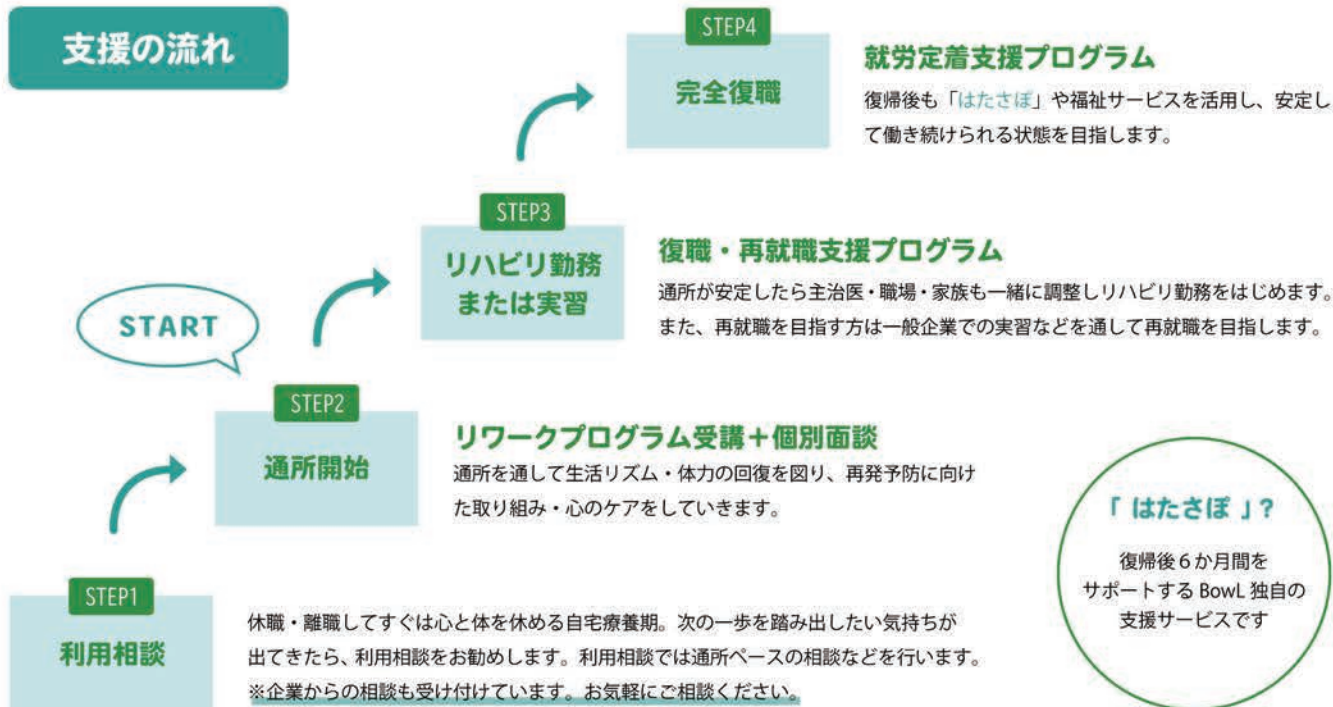 支援の流れ
STEP4
完全復職
就労定着支援プログラム
復帰後も「はたさぽ」や福祉サービスを活用し、安定し
て働き続けられる状態を目指します。
STEP3
リハビリ勤務
または実習
復職・再就職支援プログラム
通所が安定したら主治医・職場・家族も一緒に調整しリハビリ勤務をはじめます。
また、再就職を目指す方は一般企業での実習などを通して再就職を目指します。
START
STEP2
通所開始
リワークプログラム受講＋個別面談
通所を通して生活リズム・体力の回復を図り、再発予防に向け
た取り組み・心のケアをしていきます。
「 はたさぽ 」?
復帰後６か月間を
サポートする BowL 独自の
支援サービスです
STEP1
利用相談
休職・離職してすぐは心と体を休める自宅療養期。次の一歩を踏み出したい気持ちが
出てきたら、利用相談をお勧めします。利用相談では通所ペースの相談などを行います。
※企業からの相談も受け付けています。お気軽にご相談ください。